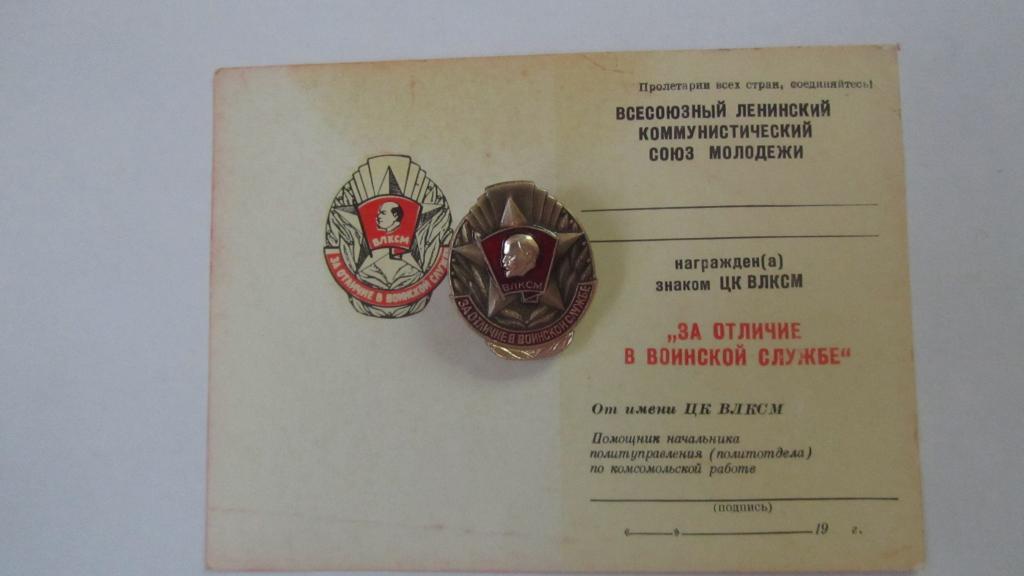 ВЛКСМ
ЗА ОТЛИЧИЕ В ВОИНСКОЙ СЛУЖБЕ
ВЛКСМ
ЗА ОТЛИЧИЕ В ВОИНСКОЙ СЛУЖБЕ
Пролетарии всех стран, соединяйтесь!
ВСЕСОЮЗНЫЙ ЛЕНИНСКИЙ
КОММУНИСТИЧЕСКИЙ
СОЮЗ МОЛОДЕЖИ
награжден(а)
знаком ЦК ВЛКСМ
„ЗА ОТЛИЧИЕ
В ВОИНСКОЙ СЛУЖБЕ“
От имени ЦК ВЛКСМ
Помощник начальника
политуправления (политотдела)
по комсомольской работе
(подпись)
«____»____________19 г.